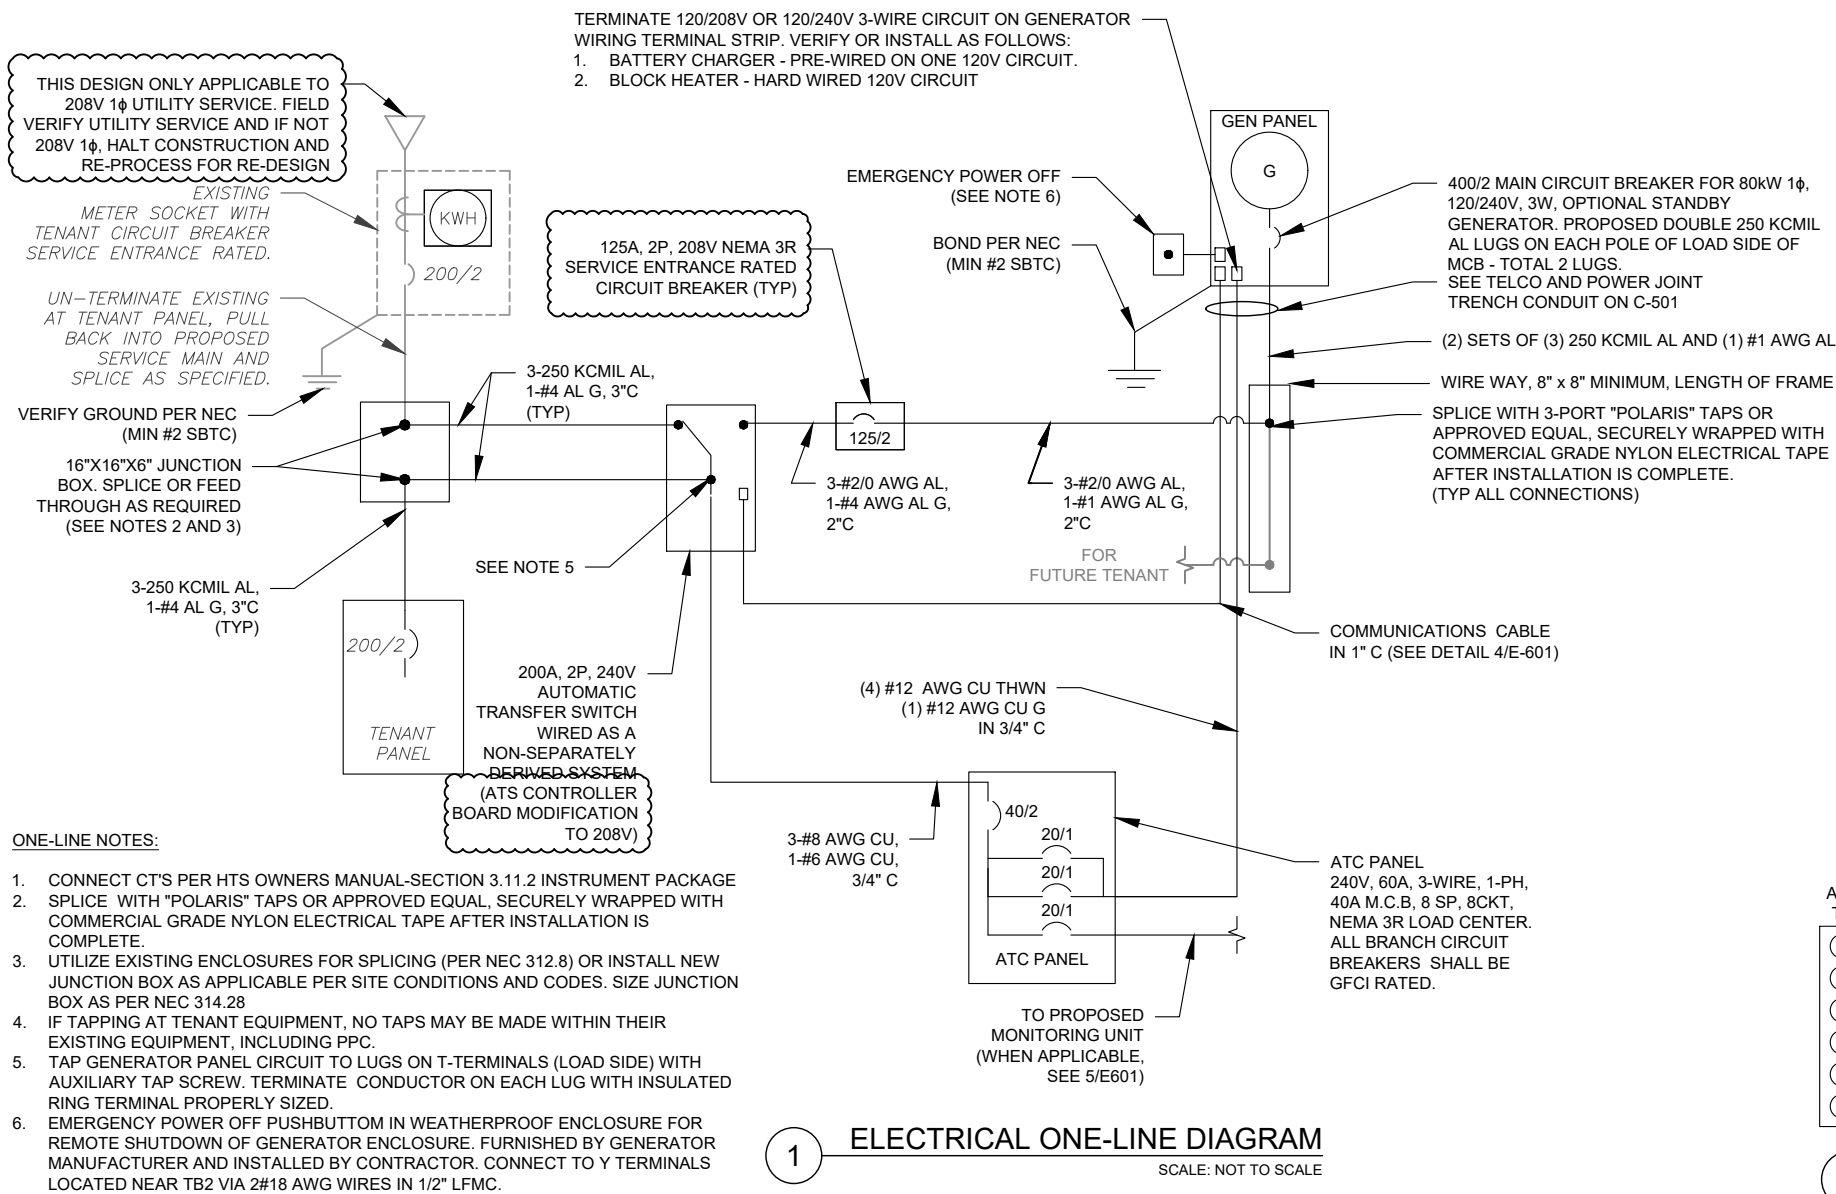 TERMINATE 120/208V OR 120/240V 3-WIRE CIRCUIT ON GENERATOR
WIRING TERMINAL STRIP. VERIFY OR INSTALL AS FOLLOWS:
1. BATTERY CHARGER - PRE-WIRED ON ONE 120V CIRCUIT.
2. BLOCK HEATER - HARD WIRED 120V CIRCUIT
THIS DESIGN ONLY APPLICABLE TO
208V 1ϕ UTILITY SERVICE. FIELD
VERIFY UTILITY SERVICE AND IF NOT
208V 1ϕ, HALT CONSTRUCTION AND
RE-PROCESS FOR RE-DESIGN
EXISTING
METER SOCKET WITH
TENANT CIRCUIT BREAKER
SERVICE ENTRANCE RATED.
KWH
200/2
UN-TERMINATE EXISTING
AT TENANT PANEL, PULL
BACK INTO PROPOSED
SERVICE MAIN AND
SPLICE AS SPECIFIED.
VERIFY GROUND PER NEC
(MIN #2 SBTC)
16"X16"X6" JUNCTION
BOX. SPLICE OR FEED
THROUGH AS REQUIRED
(SEE NOTES 2 AND 3)
3-250 KCMIL AL,
1-#4 AL G, 3"C
(TYP)
200/2
TENANT
PANEL
3-250 KCMIL AL,
1-#4 AL G, 3"C
(TYP)
125A, 2P, 208V NEMA 3R
SERVICE ENTRANCE RATED
CIRCUIT BREAKER (TYP)
125/2
SEE NOTE 5
3-#2/0 AWG AL,
1-#4 AWG AL G,
2"C
3-#2/0 AWG AL,
1-#1 AWG AL G,
2"C
EMERGENCY POWER OFF
(SEE NOTE 6)
BOND PER NEC
(MIN #2 SBTC)
GEN PANEL
G
400/2 MAIN CIRCUIT BREAKER FOR 80kW 1ϕ,
120/240V, 3W, OPTIONAL STANDBY
GENERATOR. PROPOSED DOUBLE 250 KCMIL
AL LUGS ON EACH POLE OF LOAD SIDE OF
MCB - TOTAL 2 LUGS.
SEE TELCO AND POWER JOINT
TRENCH CONDUIT ON C-501
(2) SETS OF (3) 250 KCMIL AL AND (1) #1 AWG AL
WIRE WAY, 8" x 8" MINIMUM, LENGTH OF FRAME
SPLICE WITH 3-PORT "POLARIS" TAPS OR
APPROVED EQUAL, SECURELY WRAPPED WITH
COMMERCIAL GRADE NYLON ELECTRICAL TAPE
AFTER INSTALLATION IS COMPLETE.
(TYP ALL CONNECTIONS)
FOR
FUTURE TENANT
COMMUNICATIONS CABLE
IN 1" C (SEE DETAIL 4/E-601)
200A, 2P, 240V
AUTOMATIC
TRANSFER SWITCH
WIRED AS A
NON-SEPARATELY
DERIVED SYSTEM
(ATS CONTROLLER
BOARD MODIFICATION
TO 208V)
(4) #12 AWG CU THWN
(1) #12 AWG CU G
IN 3/4" C
3-#8 AWG CU,
1-#6 AWG CU,
3/4" C
40/2
20/1
20/1
20/1
ATC PANEL
ATC PANEL
240V, 60A, 3-WIRE, 1-PH,
40A M.C.B, 8 SP, 8CKT,
NEMA 3R LOAD CENTER.
ALL BRANCH CIRCUIT
BREAKERS SHALL BE
GFCI RATED.
TO PROPOSED
MONITORING UNIT
(WHEN APPLICABLE,
SEE 5/E601)
ONE-LINE NOTES:
1. CONNECT CT'S PER HTS OWNERS MANUAL-SECTION 3.11.2 INSTRUMENT PACKAGE
2. SPLICE WITH "POLARIS" TAPS OR APPROVED EQUAL, SECURELY WRAPPED WITH
COMMERCIAL GRADE NYLON ELECTRICAL TAPE AFTER INSTALLATION IS
COMPLETE.
3. UTILIZE EXISTING ENCLOSURES FOR SPLICING (PER NEC 312.8) OR INSTALL NEW
JUNCTION BOX AS APPLICABLE PER SITE CONDITIONS AND CODES. SIZE JUNCTION
BOX AS PER NEC 314.28
4. IF TAPPING AT TENANT EQUIPMENT, NO TAPS MAY BE MADE WITHIN THEIR
EXISTING EQUIPMENT, INCLUDING PPC.
5. TAP GENERATOR PANEL CIRCUIT TO LUGS ON T-TERMINALS (LOAD SIDE) WITH
AUXILIARY TAP SCREW. TERMINATE CONDUCTOR ON EACH LUG WITH INSULATED
RING TERMINAL PROPERLY SIZED.
6. EMERGENCY POWER OFF PUSHBUTTOM IN WEATHERPROOF ENCLOSURE FOR
REMOTE SHUTDOWN OF GENERATOR ENCLOSURE. FURNISHED BY GENERATOR
MANUFACTURER AND INSTALLED BY CONTRACTOR. CONNECT TO Y TERMINALS
LOCATED NEAR TB2 VIA 2#18 AWG WIRES IN 1/2" LFMC.
1
ELECTRICAL ONE-LINE DIAGRAM
SCALE: NOT TO SCALE